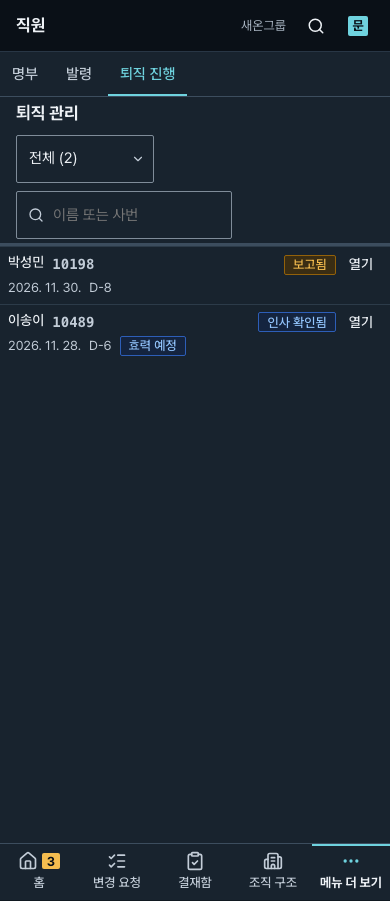 직원
새온그룹
문
명부 발령 퇴직 진행
퇴직 관리
전체 (2)
이름 또는 사번
박성민 10198 보고됨 열기
2026. 11. 30. D-8
이송이 10489 인사 확인됨 열기
2026. 11. 28. D-6 효력 예정
3
홈 변경 요청 결재함 조직 구조 메뉴 더 보기